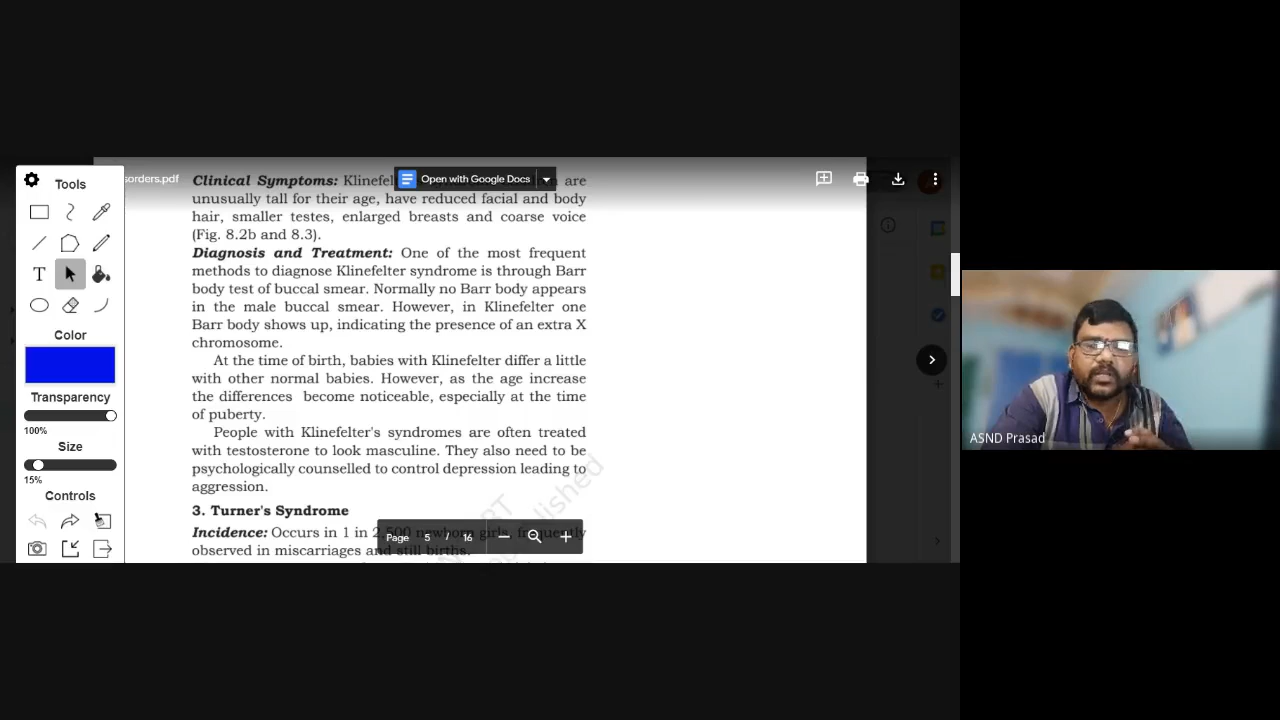 Tools
Color
Transparency
100%
Size
15%
Controls
sorders.pdf
Open with Google Docs
Clinical Symptoms: are
unusually tall for their age, have reduced facial and body
hair, smaller testes, enlarged breasts and coarse voice
(Fig. 8.2b and 8.3).
Diagnosis and Treatment: One of the most frequent
methods to diagnose Klinefelter syndrome is through Barr
body test of buccal smear. Normally no Barr body appears
in the male buccal smear. However, in Klinefelter one
Barr body shows up, indicating the presence of an extra X
chromosome.
At the time of birth, babies with Klinefelter differ a little
with other normal babies. However, as the age increase
the differences become noticeable, especially at the time
of puberty.
People with Klinefelter's syndromes are often treated
with testosterone to look masculine. They also need to be
psychologically counselled to control depression leading to
aggression.
3. Turner's Syndrome
Incidence: Occurs in 1 in 2,500 newborn girls, frequently
observed in miscarriages and still births.
Page 5 / 16
T
ASND Prasad